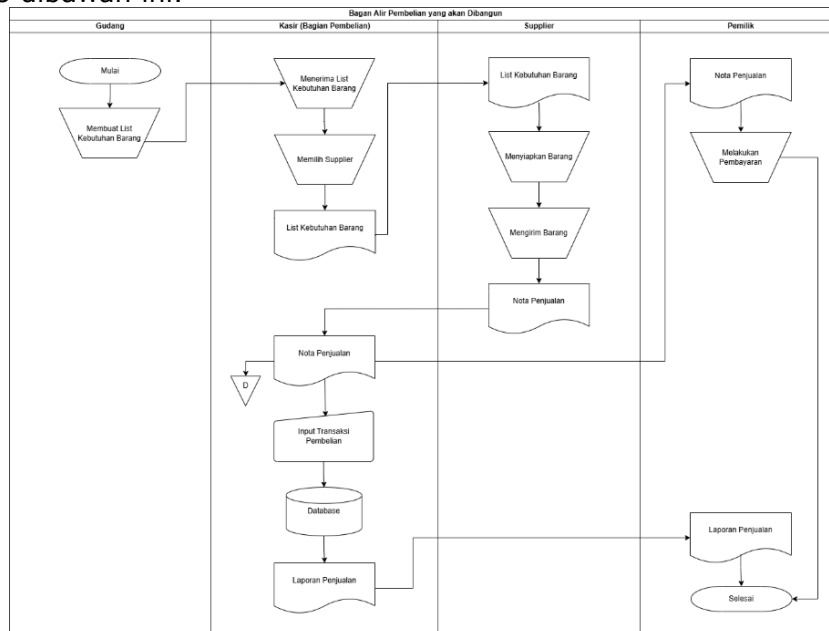 dibawah ini.
Bagan Alir Pembelian yang akan Dibangun
Gudang
Kasir (Bagian Pembelian)
Supplier
Pemilik
Mulai
Membuat List
Kebutuhan Barang
Menerima List
Kebutuhan Barang
Memilih Supplier
List Kebutuhan Barang
List Kebutuhan Barang
Menyiapkan Barang
Mengirim Barang
Nota Penjualan
Nota Penjualan
Melakukan
Pembayaran
Nota Penjualan
D
Input Transaksi
Pembelian
Database
Laporan Penjualan
Laporan Penjualan
Selesai